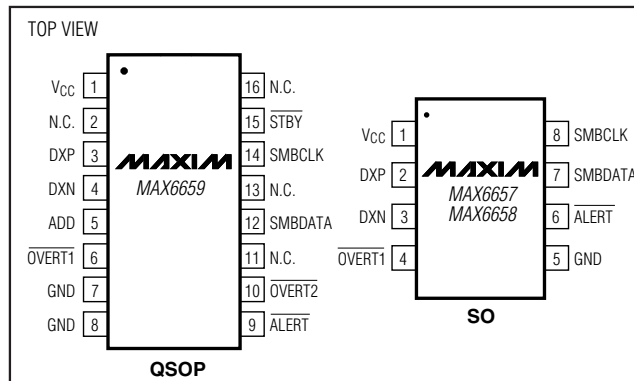 TOP VIEW
VCC 1
N.C. 2
DXP 3
DXN 4
ADD 5
OVERT1 6
GND 7
GND 8
MAXIM
MAX6659
16 N.C.
15 STBY
14 SMBCLK
13 N.C.
12 SMBDATA
11 N.C.
10 OVERT2
9 ALERT
QSOP
VCC 1
DXP 2
DXN 3
OVERT1 4
MAXIM
MAX6657
MAX6658
8 SMBCLK
7 SMBDATA
6 ALERT
5 GND
SO